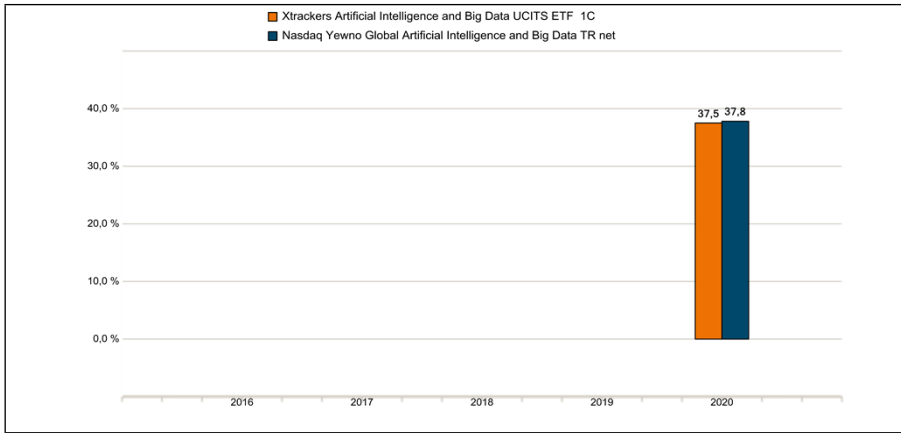 Xtrackers Artificial Intelligence and Big Data UCITS ETF 1C
Nasdaq Yewno Global Artificial Intelligence and Big Data TR net
40,0 %
37,5 37,8
30,0 %
20,0 %
10,0 %
0,0 %
2016 2017 2018 2019 2020